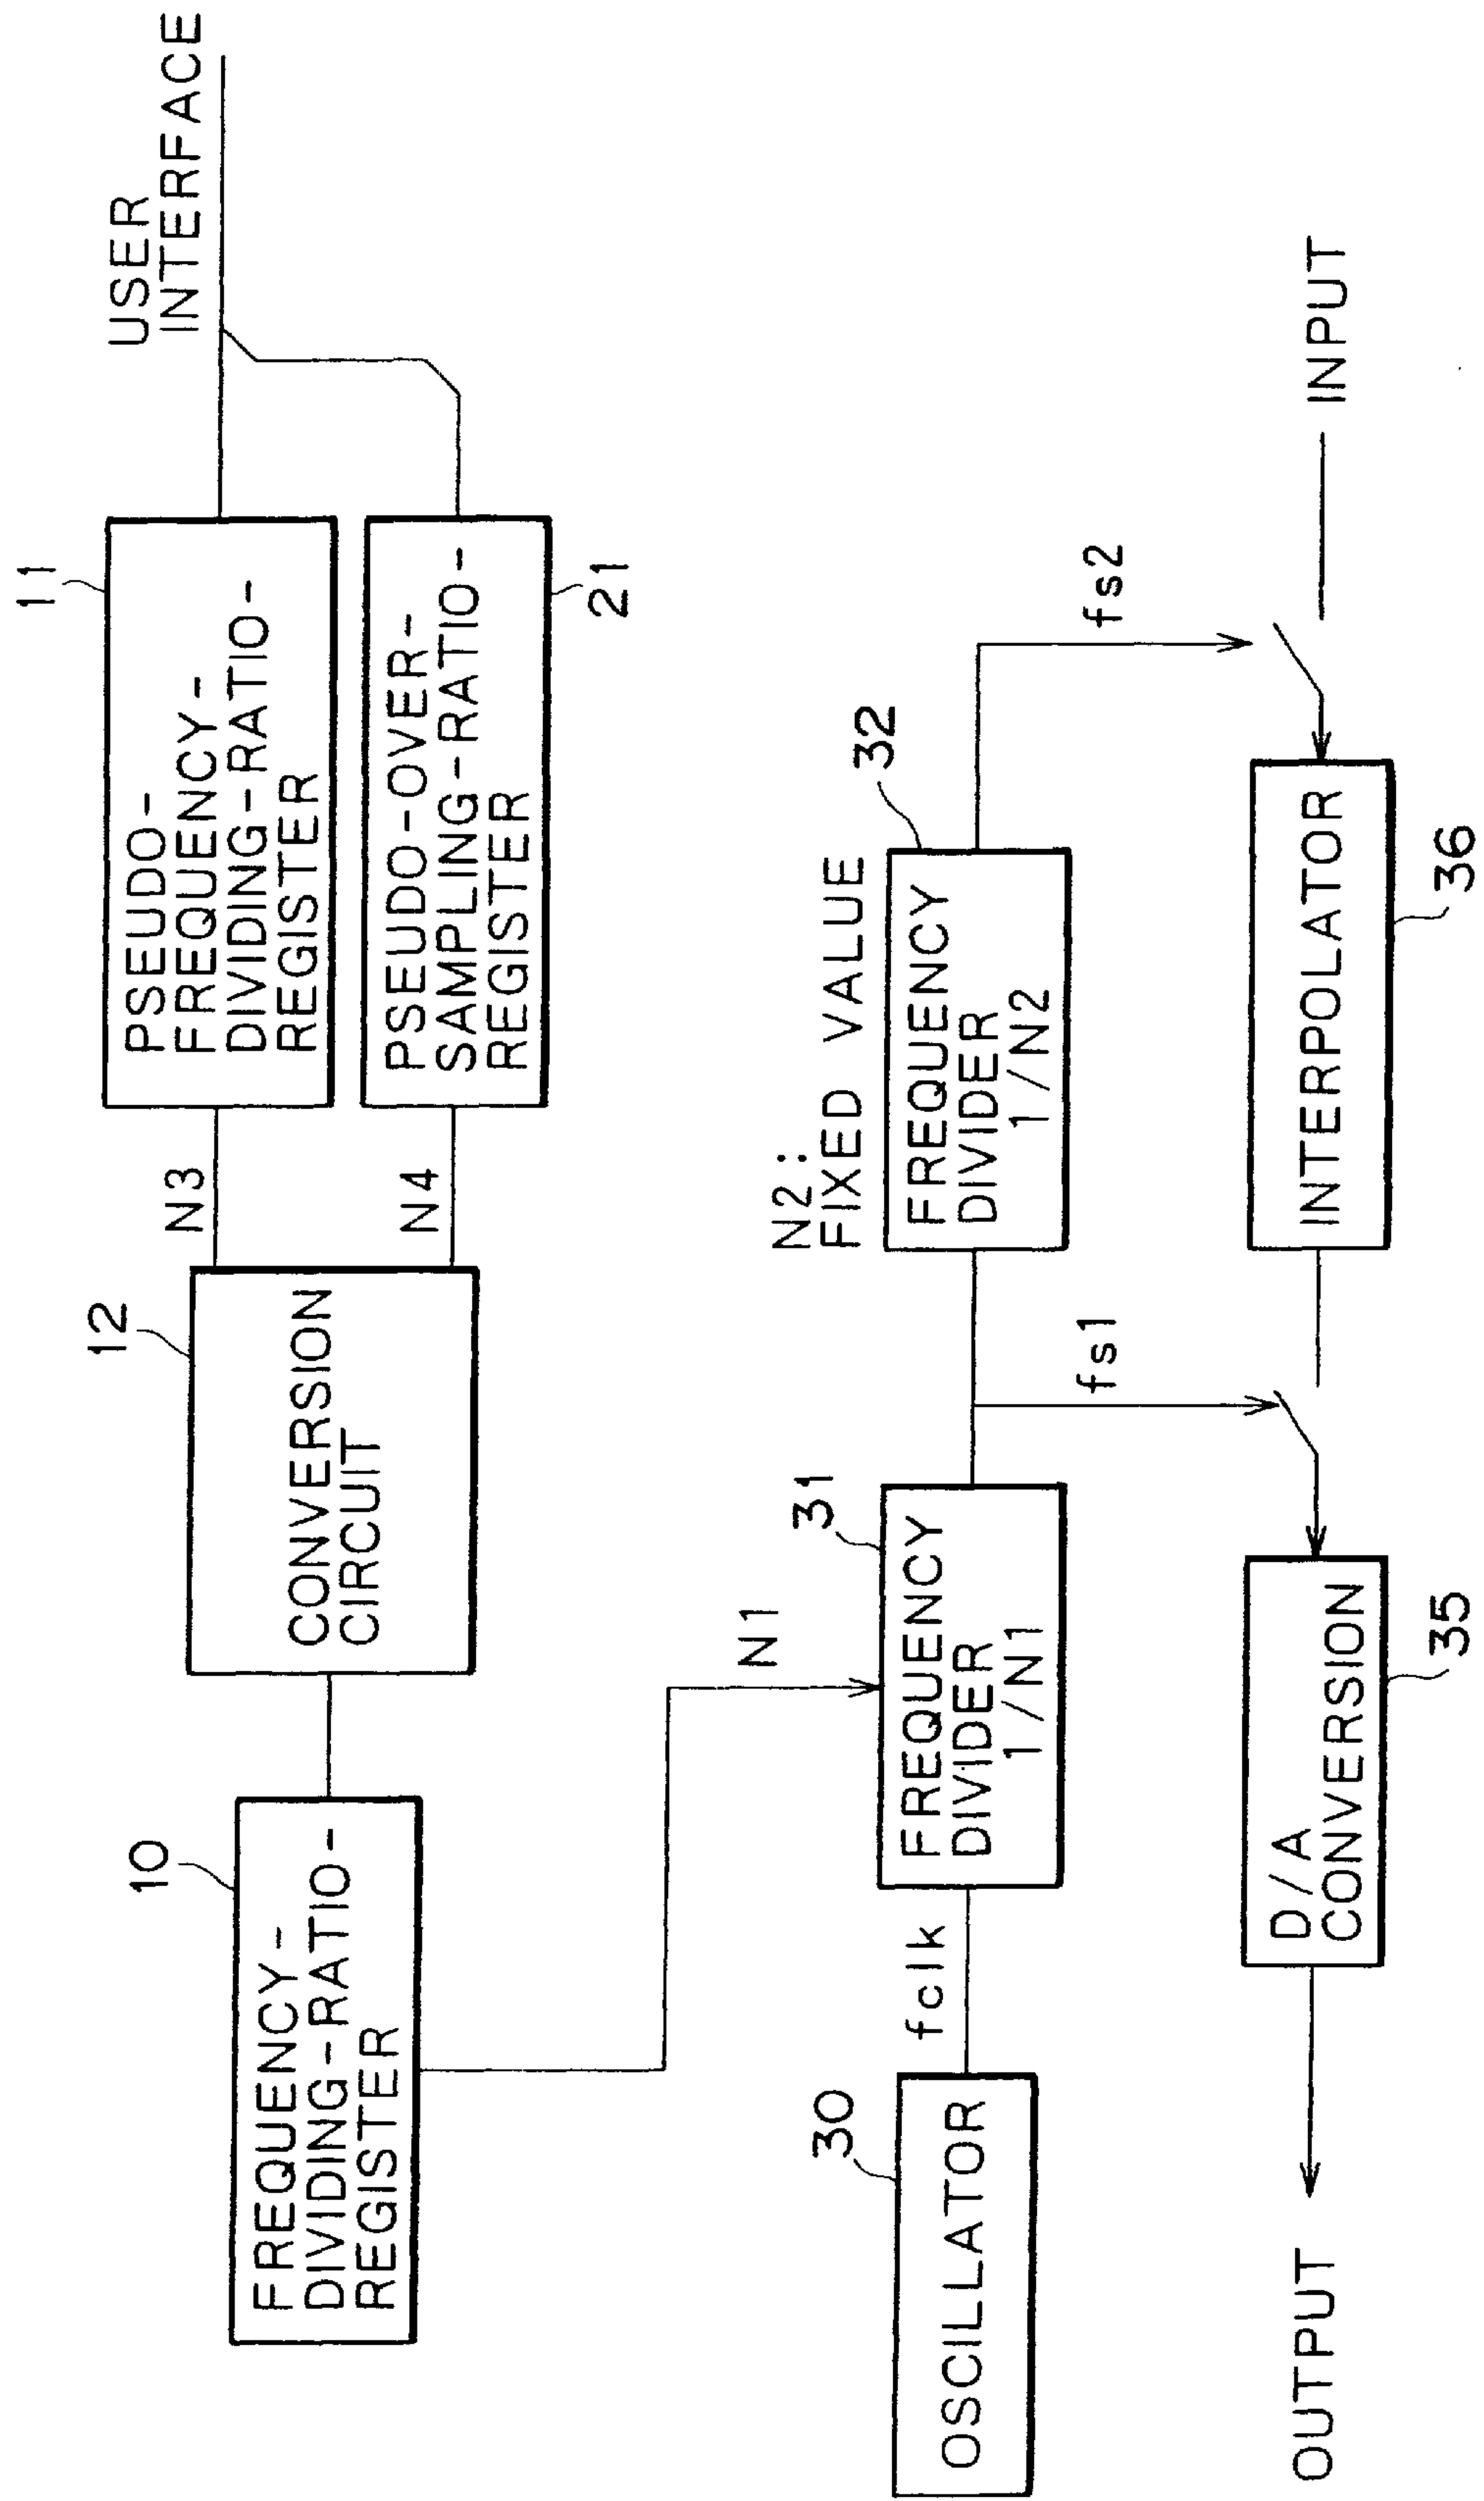 10
FREQUENCY-
DIVIDING-RATIO-
REGISTER
12
CONVERSION
CIRCUIT
N3
N4
11
PSEUDO-
FREQUENCY-
DIVIDING-RATIO-
REGISTER
PSEUDO-OVER-
SAMPLING-RATIO-
REGISTER
21
USER
INTERFACE
N1
30
OSCILLATOR
fclk
31
FREQUENCY
DIVIDER
1/N1
fs1
N2:
FIXED VALUE
32
FREQUENCY
DIVIDER
1/N2
fs2
OUTPUT
D/A
CONVERSION
35
INTERPOLATOR
36
INPUT